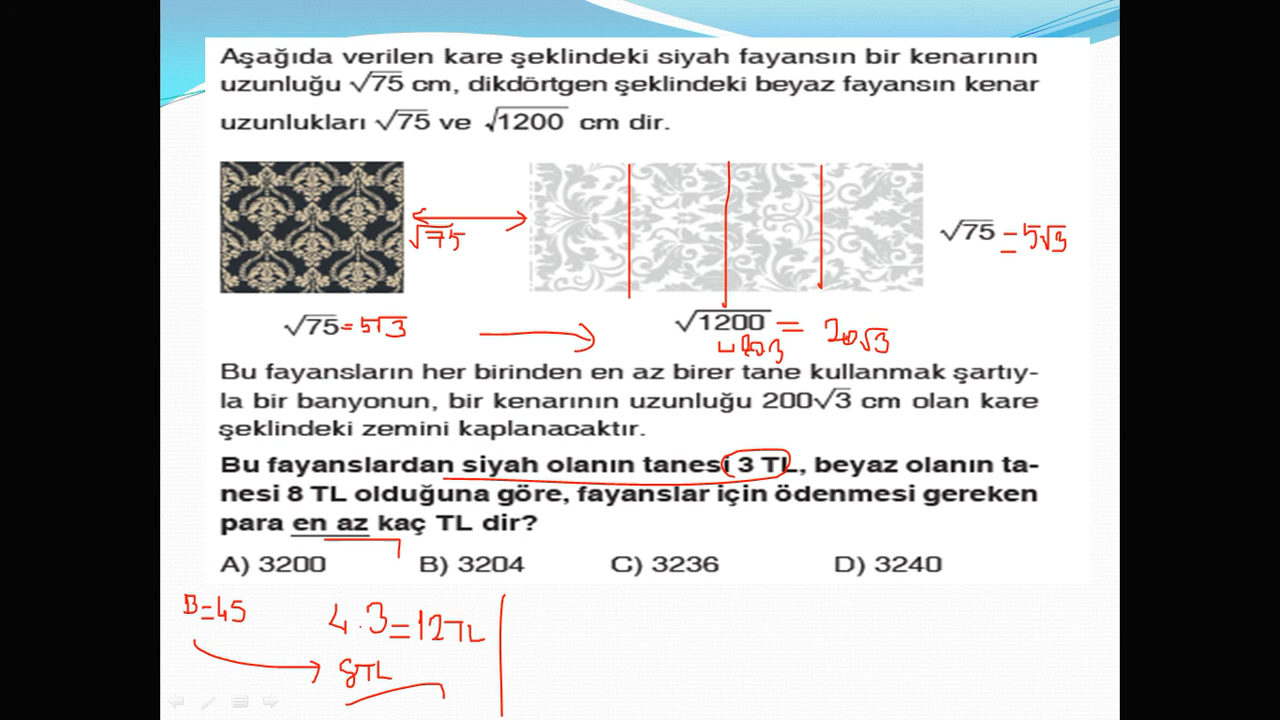 Aşağıda verilen kare şeklindeki siyah fayansın bir kenarının
uzunluğu √75 cm, dikdörtgen şeklindeki beyaz fayansın kenar
uzunlukları √75 ve √1200 cm dir.
√75
√75 = 5√3
√75 = 5√3
√1200 = 20√3
Bu fayansların her birinden en az birer tane kullanmak şartıy-
la bir banyonun, bir kenarının uzunluğu 200√3 cm olan kare
şeklindeki zemini kaplanacaktır.
Bu fayanslardan siyah olanın tanesi 3 TL, beyaz olanın ta-
nesi 8 TL olduğuna göre, fayanslar için ödenmesi gereken
para en az kaç TL dir?
A) 3200 B) 3204 C) 3236 D) 3240
B=4S
4.3=12TL
8TL